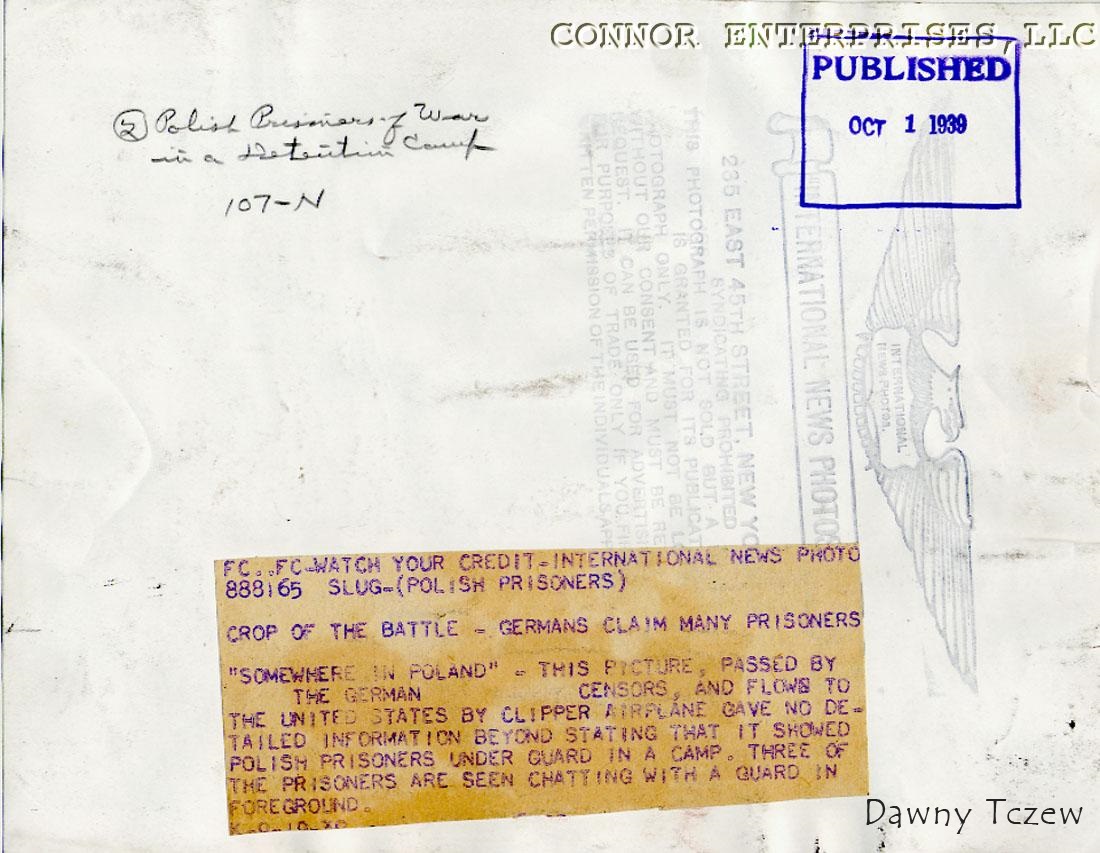 CONNOR ENTERPRISES, LLC
PUBLISHED
OCT 1 1939
② Polish Prisoners of War
in a Detention Camp
107-N
INTERNATIONAL
NEWS PHOTOS.
INTERNATIONAL NEWS PHOTOS
235 EAST 45TH STREET, NEW YO
SYNDICATING PROHIBITED
THIS PHOTOGRAPH IS NOT SOLD BUT A
IS GRANTED FOR ITS PUBLICAT
PHOTOGRAPH ONLY. IT MUST NOT BE
WITHOUT OUR CONSENT AND MUST BE RE
REQUEST. IT CAN BE USED FOR ADVERTISI
OR PURPOSES OF TRADE ONLY IF YOU
PERMISSION OF THE INDIVIDUALS
FC..FC-WATCH YOUR CREDIT-INTERNATIONAL NEWS PHOTO
888165 SLUG-(POLISH PRISONERS)
CROP OF THE BATTLE - GERMANS CLAIM MANY PRISONERS
"SOMEWHERE IN POLAND" - THIS PICTURE, PASSED BY
THE GERMAN CENSORS, AND FLOWN TO
THE UNITED STATES BY CLIPPER AIRPLANE GAVE NO DE-
TAILED INFORMATION BEYOND STATING THAT IT SHOWED
POLISH PRISONERS UNDER GUARD IN A CAMP. THREE OF
THE PRISONERS ARE SEEN CHATTING WITH A GUARD IN
FOREGROUND.
Dawny Tczew